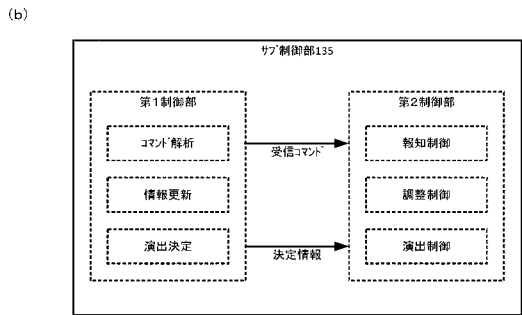 (b)
サブ制御部135
第1制御部
第2制御部
コマンド解析
受信コマンド
報知制御
情報更新
調整制御
演出決定
決定情報
演出制御